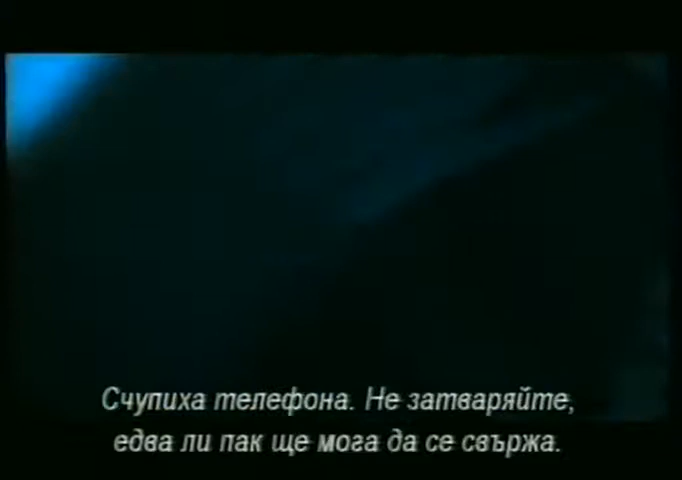 Счупиха телефона. Не затваряйте,
едва ли пак ще мога да се свържа.